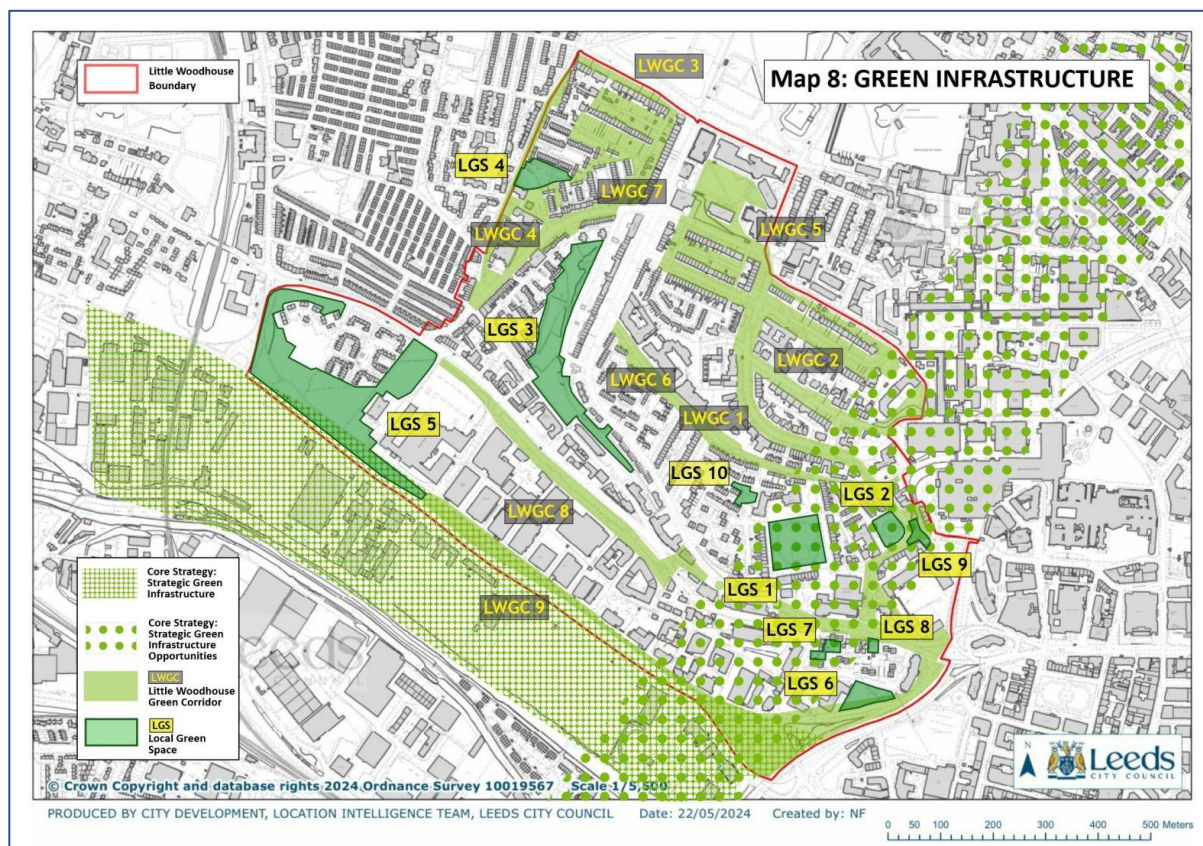 Little Woodhouse
Boundary
Map 8: GREEN INFRASTRUCTURE
LWGC 3
LGS 4
LWGC 7
LWGC 4
LWGC 5
LGS 3
LWGC 2
LWGC 6
LWGC 1
LGS 5
LGS 10
LGS 2
LWGC 8
LGS 9
LGS 1
LWGC 9
LGS 7
LGS 8
LGS 6
Core Strategy:
Strategic Green
Infrastructure
Core Strategy:
Strategic Green
Infrastructure
Opportunities
LWGC
Little Woodhouse
Green Corridor
LGS
Local Green
Space
N
Leeds
CITY COUNCIL
© Crown Copyright and database rights 2024 Ordnance Survey 10019567 Scale 1/5,500
PRODUCED BY CITY DEVELOPMENT, LOCATION INTELLIGENCE TEAM, LEEDS CITY COUNCIL Date: 22/05/2024 Created by: NF
0 50 100 200 300 400 500 Meters